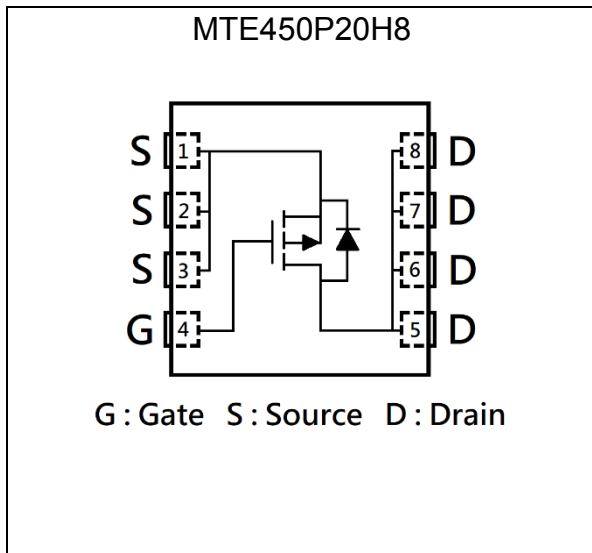 MTE450P20H8
S 1 8 D
S 2 7 D
S 3 6 D
G 4 5 D
G : Gate S : Source D : Drain